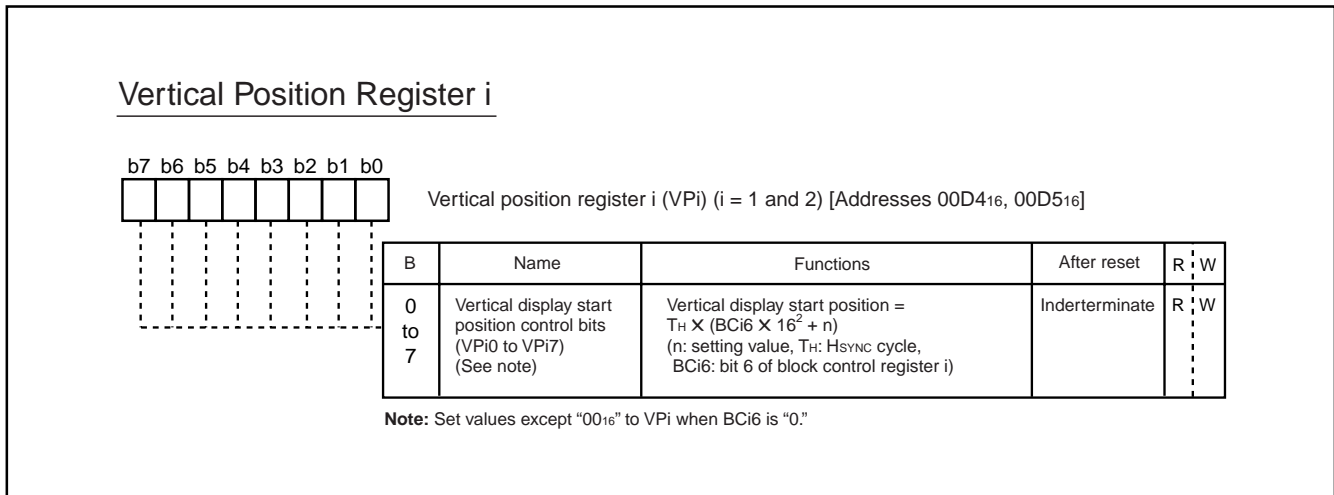 Vertical Position Register i
b7 b6 b5 b4 b3 b2 b1 b0
Vertical position register i (VPi) (i = 1 and 2) [Addresses 00D416, 00D516]
B Name Functions After reset R W
0 to 7
Vertical display start
position control bits
(VPi0 to VPi7)
(See note)
Vertical display start position =
TH X (BCi6 X 16² + n)
(n: setting value, TH: HSYNC cycle,
BCi6: bit 6 of block control register i)
Inderterminate R W
Note: Set values except “0016” to VPi when BCi6 is “0.”